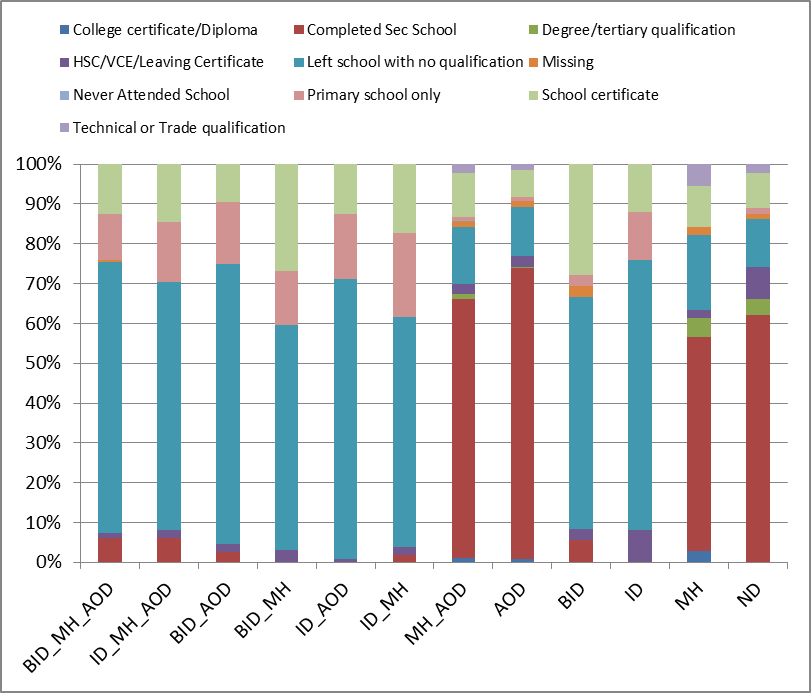 College certificate/Diploma Completed Sec School Degree/tertiary qualification
HSC/VCE/Leaving Certificate Left school with no qualification Missing
Never Attended School Primary school only School certificate
Technical or Trade qualification
100%
90%
80%
70%
60%
50%
40%
30%
20%
10%
0%
BID_MH_AOD ID_MH_AOD BID_AOD BID_MH ID_AOD ID_MH MH_AOD AOD BID ID MH ND